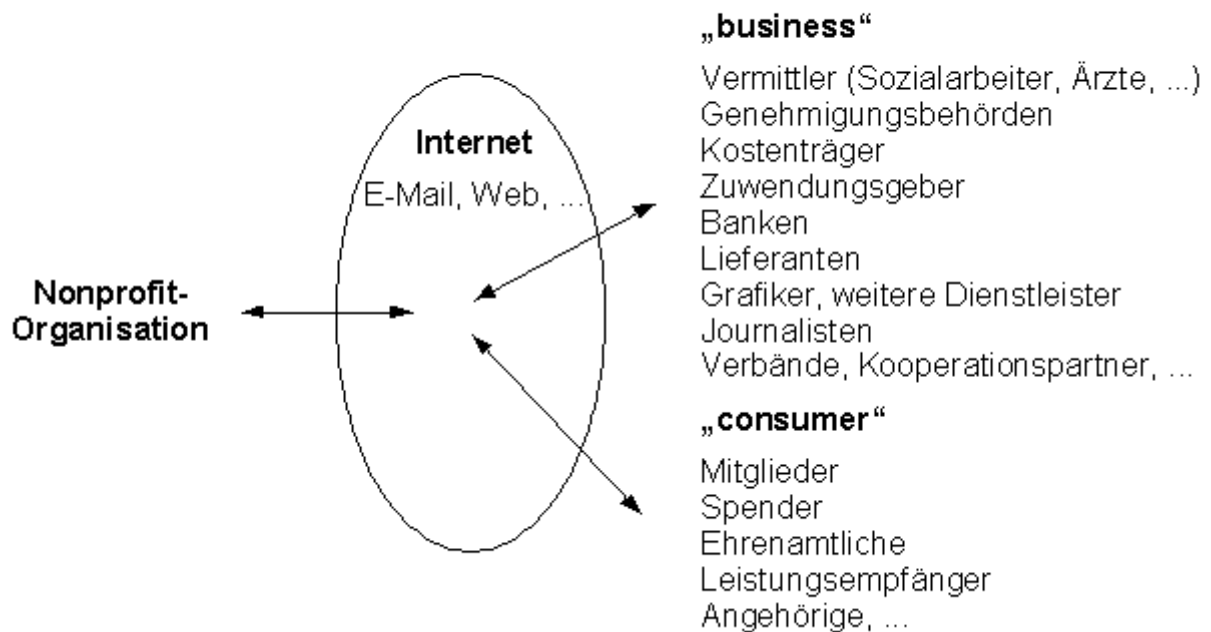 Nonprofit-
Organisation
Internet
E-Mail, Web, ...
„business“
Vermittler (Sozialarbeiter, Ärzte, ...)
Genehmigungsbehörden
Kostenträger
Zuwendungsgeber
Banken
Lieferanten
Grafiker, weitere Dienstleister
Journalisten
Verbände, Kooperationspartner, ...
„consumer“
Mitglieder
Spender
Ehrenamtliche
Leistungsempfänger
Angehörige, ...